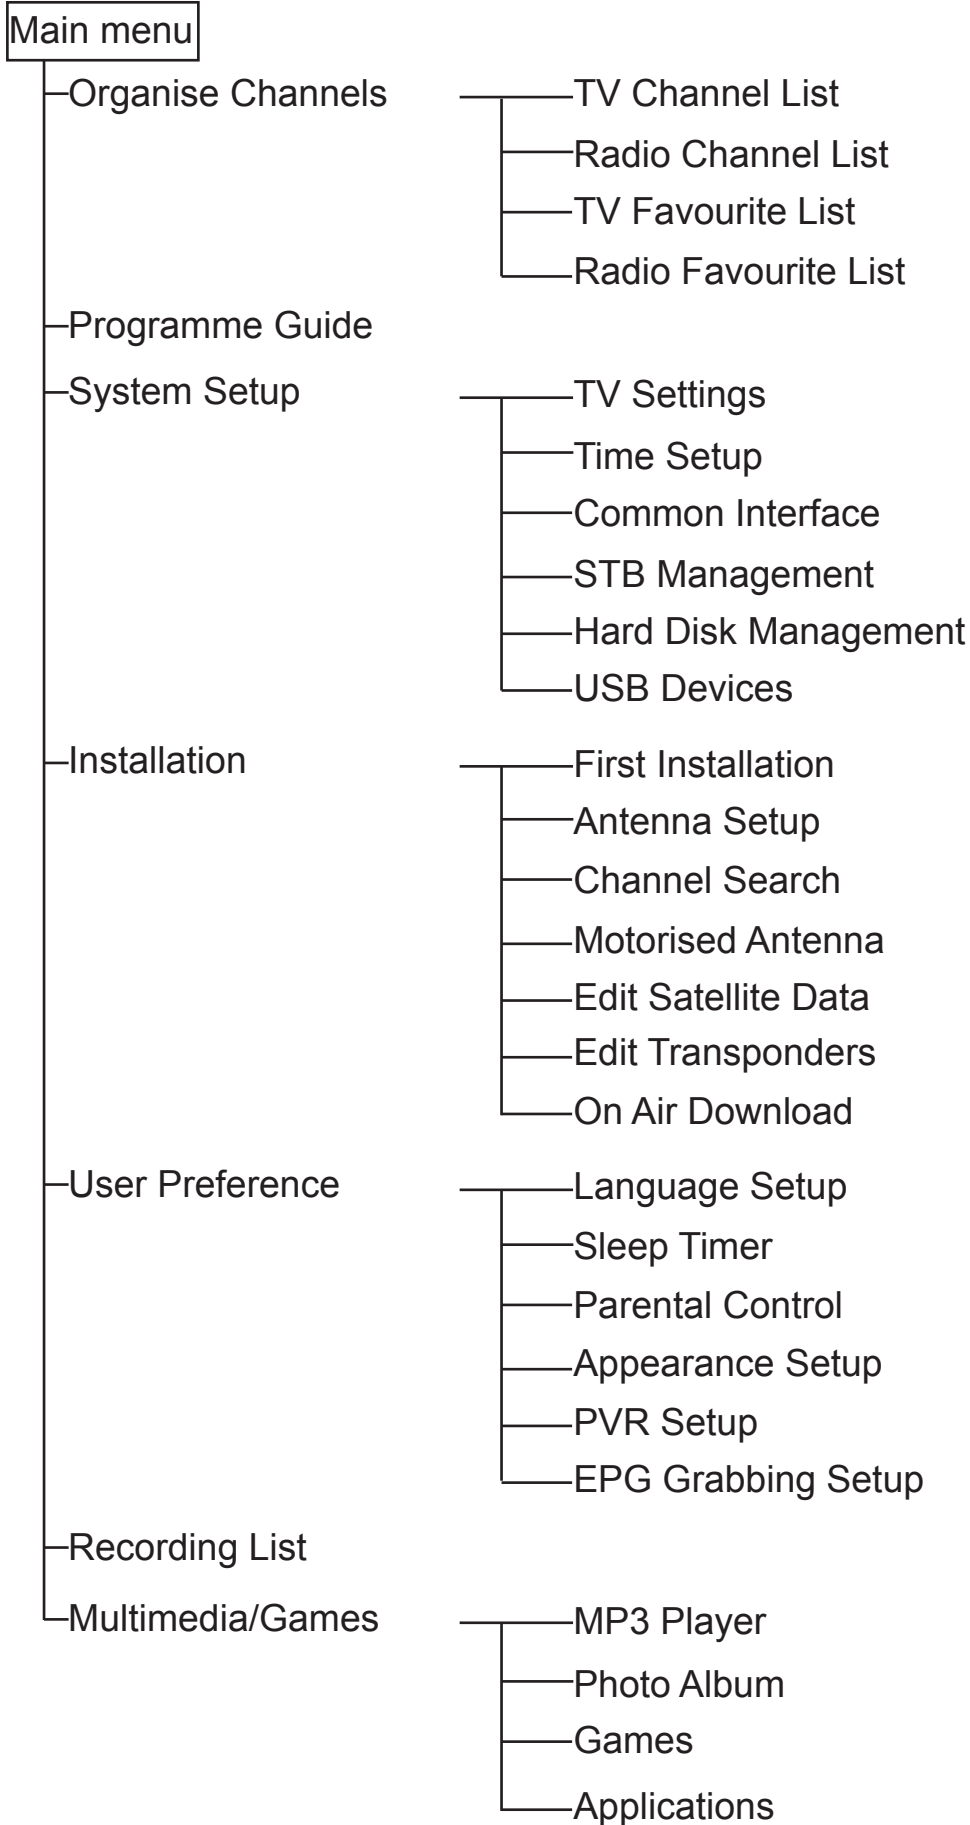 Main menu
Organise Channels
TV Channel List
Radio Channel List
TV Favourite List
Radio Favourite List
Programme Guide
System Setup
TV Settings
Time Setup
Common Interface
STB Management
Hard Disk Management
USB Devices
Installation
First Installation
Antenna Setup
Channel Search
Motorised Antenna
Edit Satellite Data
Edit Transponders
On Air Download
User Preference
Language Setup
Sleep Timer
Parental Control
Appearance Setup
PVR Setup
EPG Grabbing Setup
Recording List
Multimedia/Games
MP3 Player
Photo Album
Games
Applications